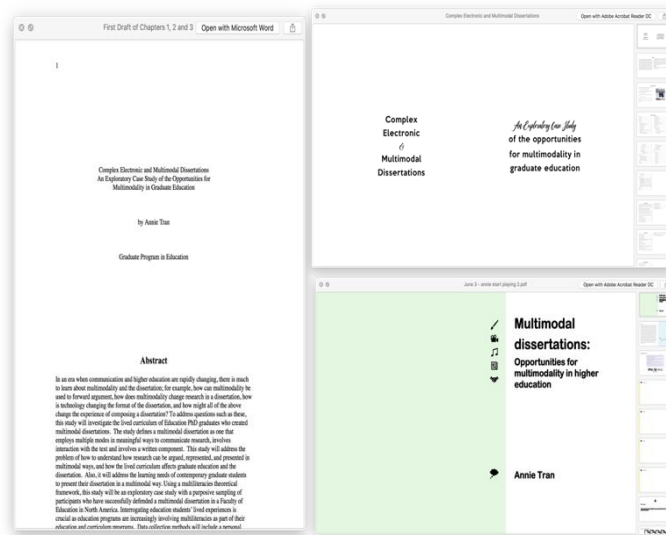 First Draft of Chapters 1, 2 and 3
Open with Microsoft Word
1
Complex Electronic and Multimodal Dissertations
An Exploratory Case Study of the Opportunities for
Multimodality in Graduate Education
by Annie Tran
Graduate Program in Education
Abstract
In an era when communication and higher education are rapidly changing, there is much
to learn about multimodality and the dissertation; for example, how can multimodality be
used to forward argument, how does multimodality change research in a dissertation, how
is technology changing the format of the dissertation, and how might all of the above
change the experience of composing a dissertation? To address questions such as these,
this study will investigate the lived curriculum of Education PhD graduates who created
multimodal dissertations. The study defines a multimodal dissertation as one that
employs multiple modes in meaningful ways to communicate research, involves
interaction with the text and involves a written component. This study will address the
problem of how to understand how research can be argued, represented, and presented in
multimodal ways, and how the lived curriculum affects graduate education and the
dissertation. Also, it will address the learning needs of contemporary graduate students
to present their dissertation in a multimodal way. Using a multiliteracies theoretical
framework, this study will be an exploratory case study with a purposive sampling of
participants who have successfully defended a multimodal dissertation in a Faculty of
Education in North America. Interrogating education students' lived experiences is
crucial as education programs are increasingly involving multiliteracies as part of their
education and curriculum programs. Data collection methods will include a personal
Complex Electronic and Multimodal Dissertations
Open with Adobe Acrobat Reader DC
Complex
Electronic
&
Multimodal
Dissertations
An Exploratory Case Study
of the opportunities
for multimodality in
graduate education
June 3 - annie start playing 3.pdf
Open with Adobe Acrobat Reader DC
Multimodal
dissertations:
Opportunities for
multimodality in higher
education
Annie Tran